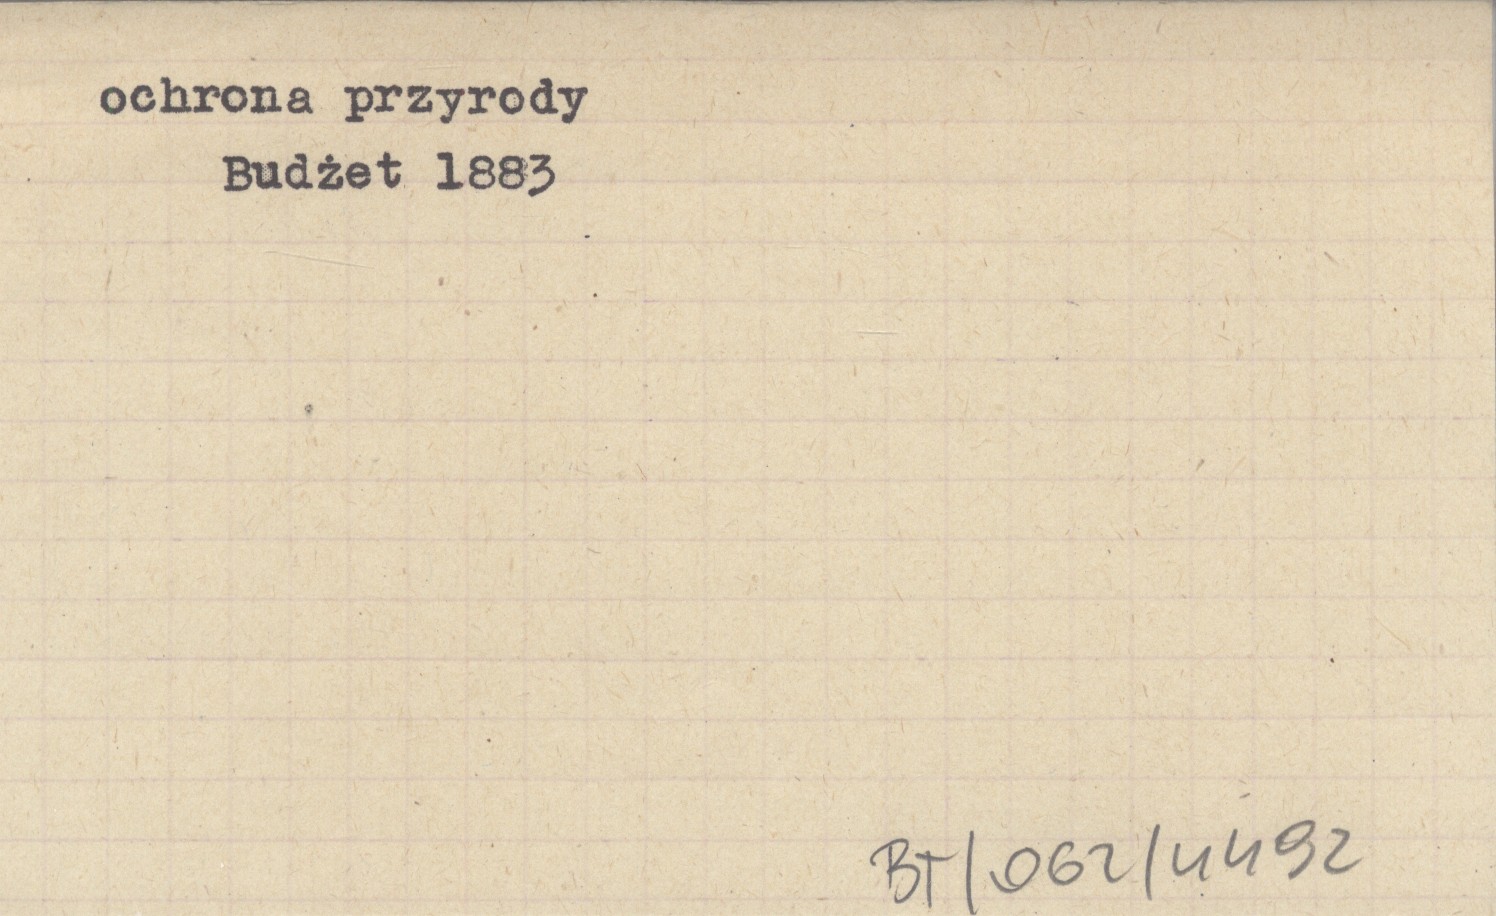 ochrona przyrody
Budżet 1883
BT/062/4492